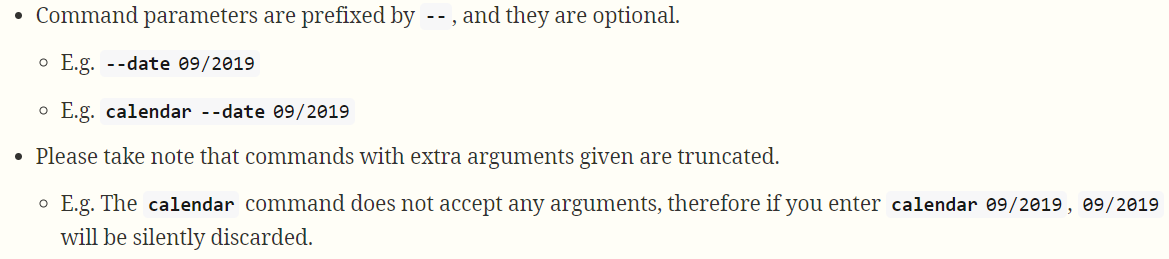 • Command parameters are prefixed by --, and they are optional.
◦ E.g. --date 09/2019
◦ E.g. calendar --date 09/2019
• Please take note that commands with extra arguments given are truncated.
◦ E.g. The calendar command does not accept any arguments, therefore if you enter calendar 09/2019, 09/2019
will be silently discarded.